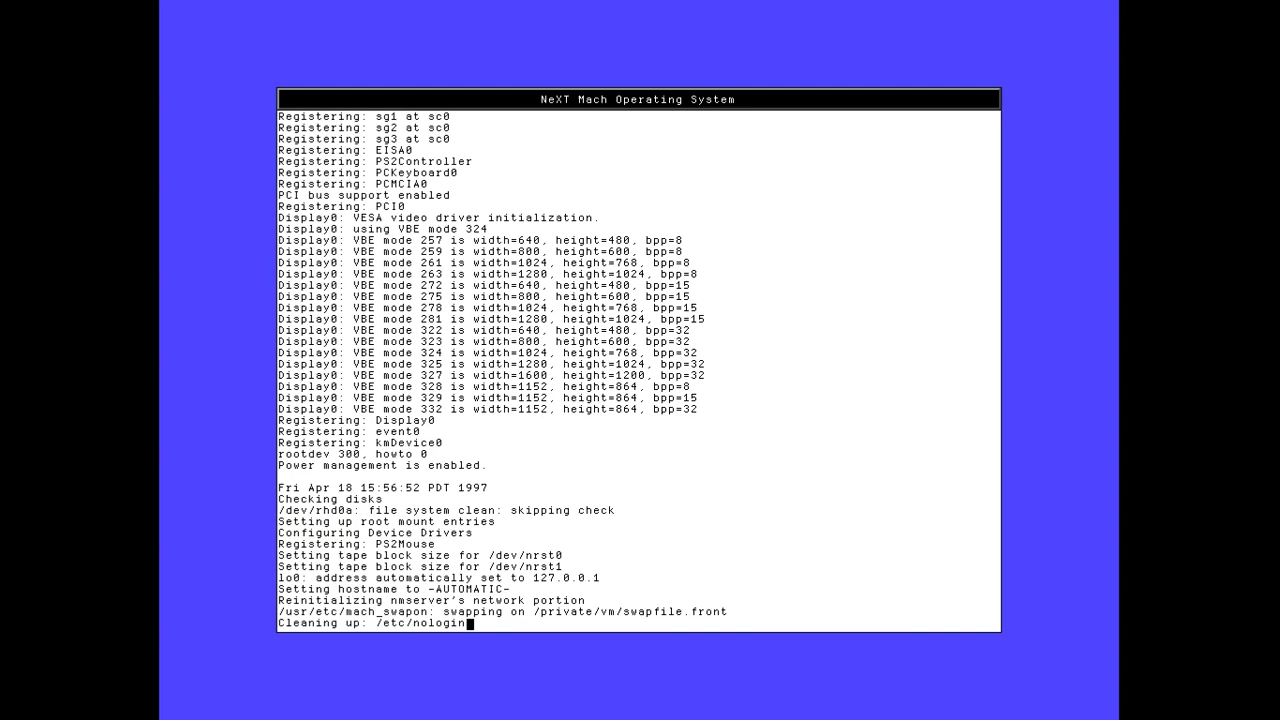 NeXT Mach Operating System
Registering: sg1 at sc0
Registering: sg2 at sc0
Registering: sg3 at sc0
Registering: EISA0
Registering: PS2Controller
Registering: PCKeyboard0
Registering: PCMCIA0
PCI bus support enabled
Registering: PCI0
Display0: VESA video driver initialization.
Display0: using VBE mode 324
Display0: VBE mode 257 is width=640, height=480, bpp=8
Display0: VBE mode 259 is width=800, height=600, bpp=8
Display0: VBE mode 261 is width=1024, height=768, bpp=8
Display0: VBE mode 263 is width=1280, height=1024, bpp=8
Display0: VBE mode 272 is width=640, height=480, bpp=15
Display0: VBE mode 275 is width=800, height=600, bpp=15
Display0: VBE mode 278 is width=1024, height=768, bpp=15
Display0: VBE mode 281 is width=1280, height=1024, bpp=15
Display0: VBE mode 322 is width=640, height=480, bpp=32
Display0: VBE mode 323 is width=800, height=600, bpp=32
Display0: VBE mode 324 is width=1024, height=768, bpp=32
Display0: VBE mode 325 is width=1280, height=1024, bpp=32
Display0: VBE mode 327 is width=1600, height=1200, bpp=32
Display0: VBE mode 328 is width=1152, height=864, bpp=8
Display0: VBE mode 329 is width=1152, height=864, bpp=15
Display0: VBE mode 332 is width=1152, height=864, bpp=32
Registering: Display0
Registering: event0
Registering: kmDevice0
rootdev 300, howto 0
Power management is enabled.
Fri Apr 18 15:56:52 PDT 1997
Checking disks
/dev/rhd0a: file system clean: skipping check
Setting up root mount entries
Configuring Device Drivers
Registering: PS2Mouse
Setting tape block size for /dev/nrst0
Setting tape block size for /dev/nrst1
lo0: address automatically set to 127.0.0.1
Setting hostname to -AUTOMATIC-
Reinitializing nmserver's network portion
/usr/etc/mach_swapon: swapping on /private/vm/swapfile.front
Cleaning up: /etc/nologin